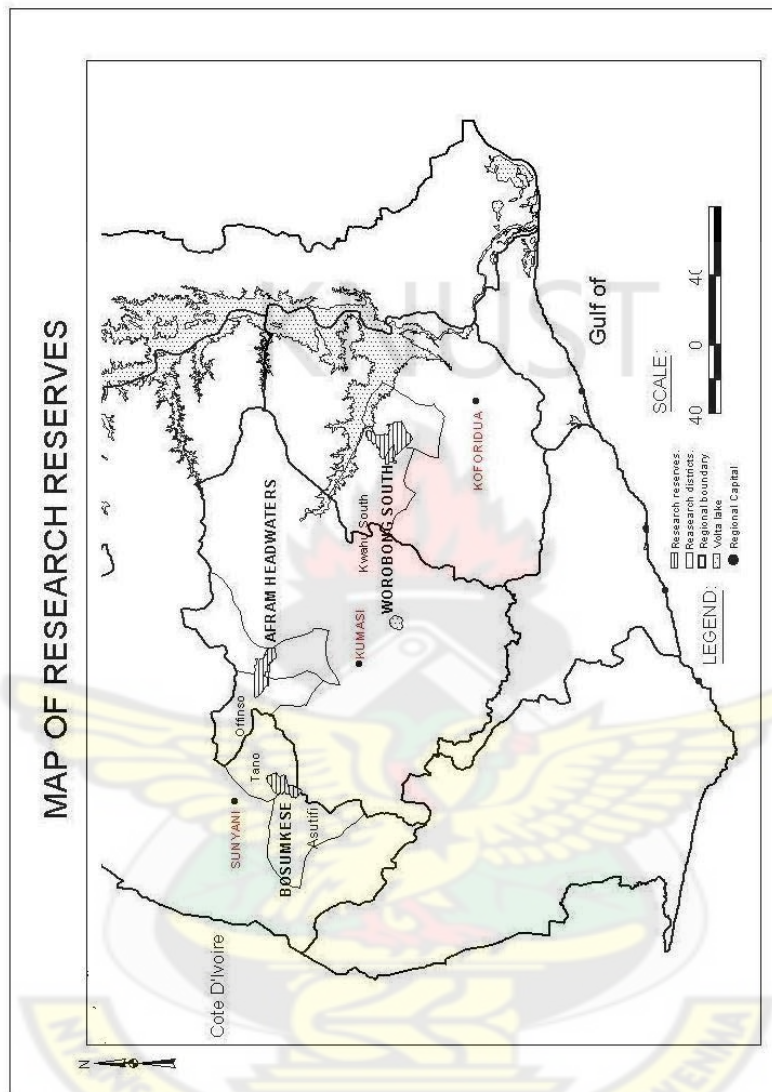 MAP OF RESEARCH RESERVES
N
Cote D'Ivoire
SUNYANI
Tano
Offinso
BOSUMKESE
Asutifi
AFRAM HEADWATERS
KUMASI
Kwahu South
WOROBONG SOUTH
KOFORIDUA
Gulf of
LEGEND:
Research reserves.
Reasearch districts.
Regional boundary
Volta lake
Regional Capital
SCALE:
40 0 40
KNUST